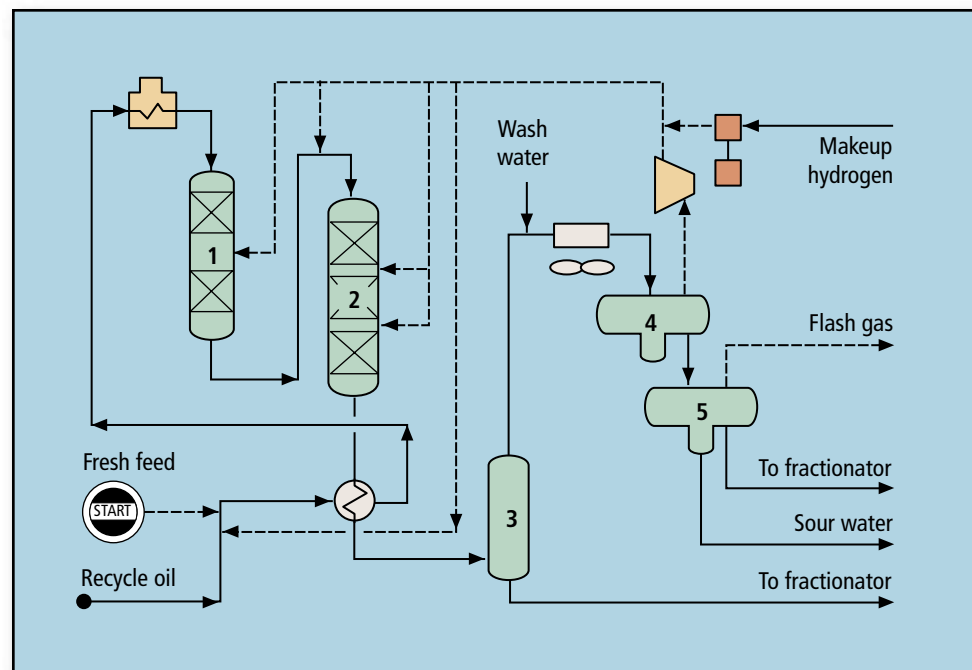 Wash
water
Makeup
hydrogen
1
2
4
Flash gas
5
Fresh feed
START
To fractionator
3
Sour water
Recycle oil
To fractionator